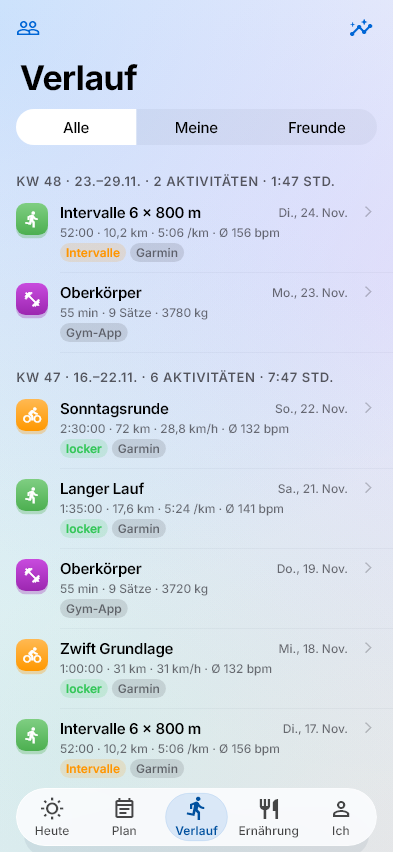 Verlauf
Alle Meine Freunde
KW 48 · 23.–29.11. · 2 AKTIVITÄTEN · 1:47 STD.
Intervalle 6 × 800 m Di., 24. Nov.
52:00 · 10,2 km · 5:06 /km · Ø 156 bpm
Intervalle Garmin
Oberkörper Mo., 23. Nov.
55 min · 9 Sätze · 3780 kg
Gym-App
KW 47 · 16.–22.11. · 6 AKTIVITÄTEN · 7:47 STD.
Sonntagsrunde So., 22. Nov.
2:30:00 · 72 km · 28,8 km/h · Ø 132 bpm
locker Garmin
Langer Lauf Sa., 21. Nov.
1:35:00 · 17,6 km · 5:24 /km · Ø 141 bpm
locker Garmin
Oberkörper Do., 19. Nov.
55 min · 9 Sätze · 3720 kg
Gym-App
Zwift Grundlage Mi., 18. Nov.
1:00:00 · 31 km · 31 km/h · Ø 132 bpm
locker Garmin
Intervalle 6 × 800 m Di., 17. Nov.
52:00 · 10,2 km · 5:06 /km · Ø 156 bpm
Intervalle Garmin
Heute Plan Verlauf Ernährung Ich